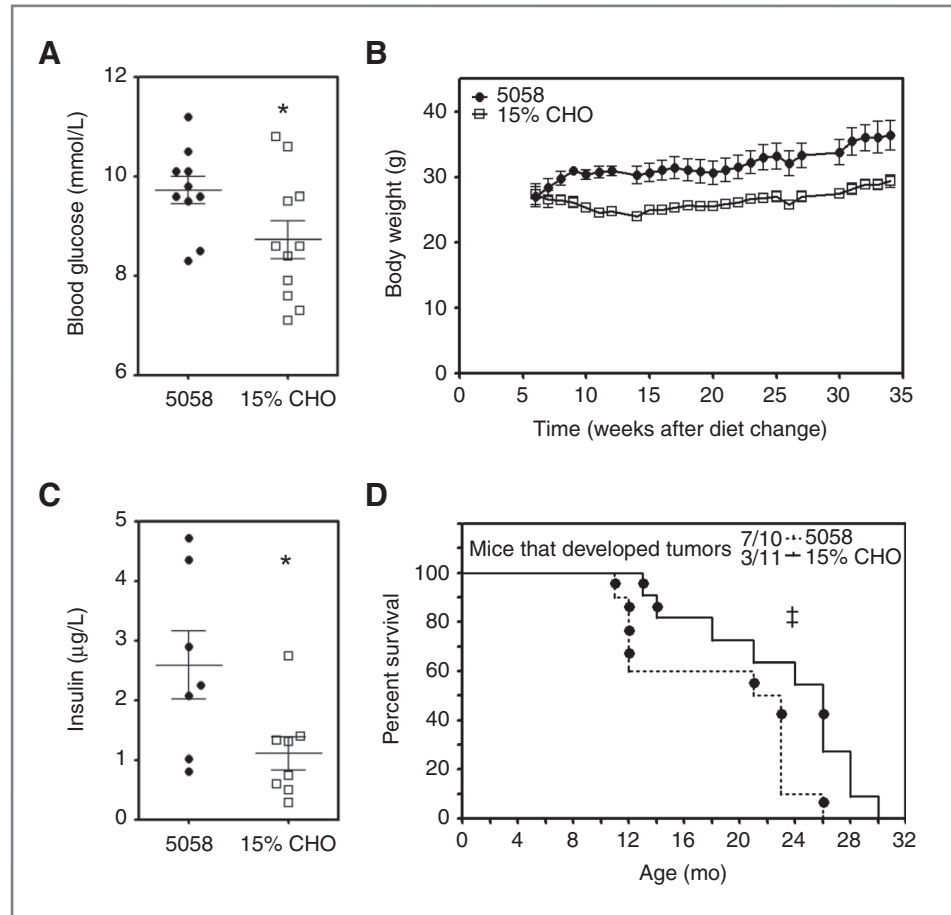 A
12
10
8
6
Blood glucose (mmol/L)
*
5058
15% CHO
B
5058
15% CHO
40
30
20
10
0
Body weight (g)
0 5 10 15 20 25 30 35
Time (weeks after diet change)
C
5
4
3
2
1
0
Insulin (μg/L)
*
5058
15% CHO
D
Mice that developed tumors
7/10 5058
3/11 15% CHO
100
80
60
40
20
0
Percent survival
‡
0 4 8 12 16 20 24 28 32
Age (mo)